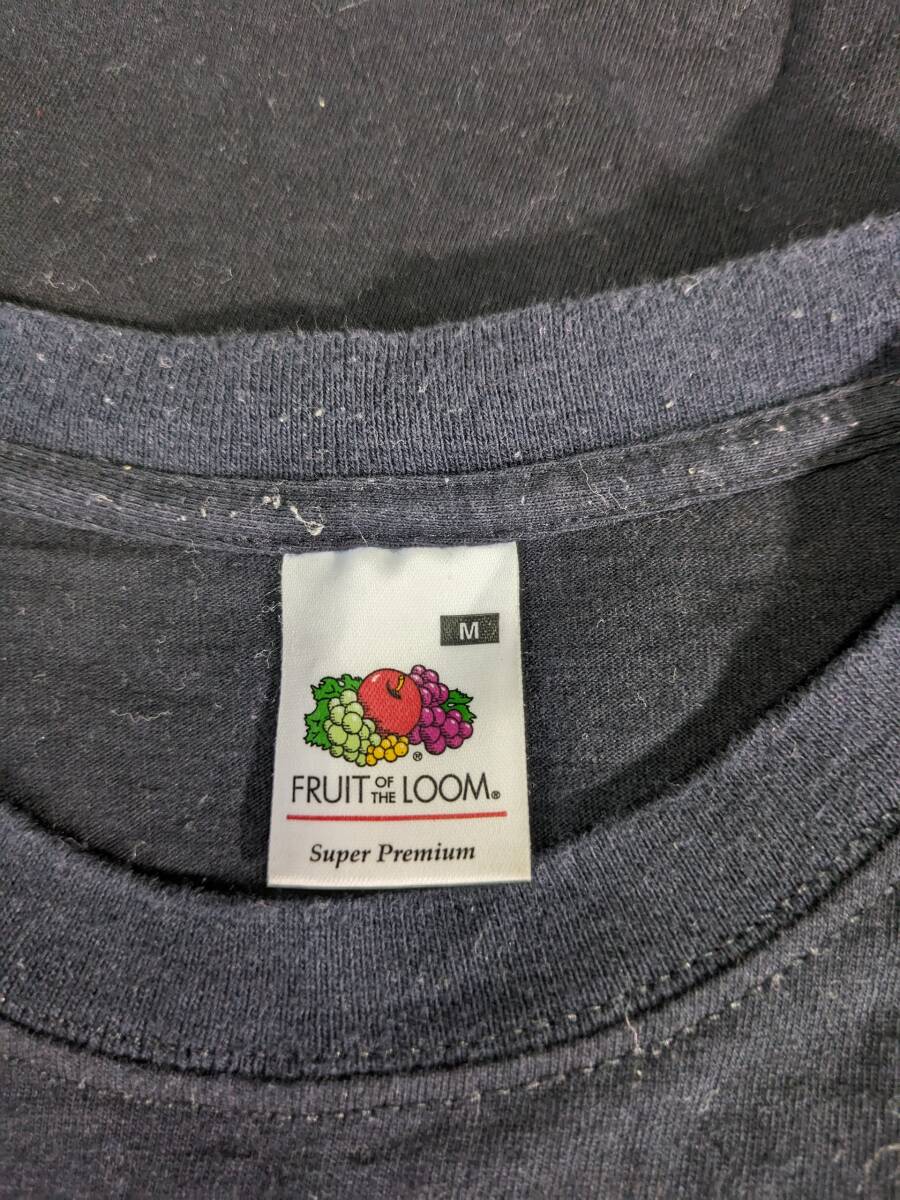 M
®
FRUIT OF THE LOOM®
Super Premium